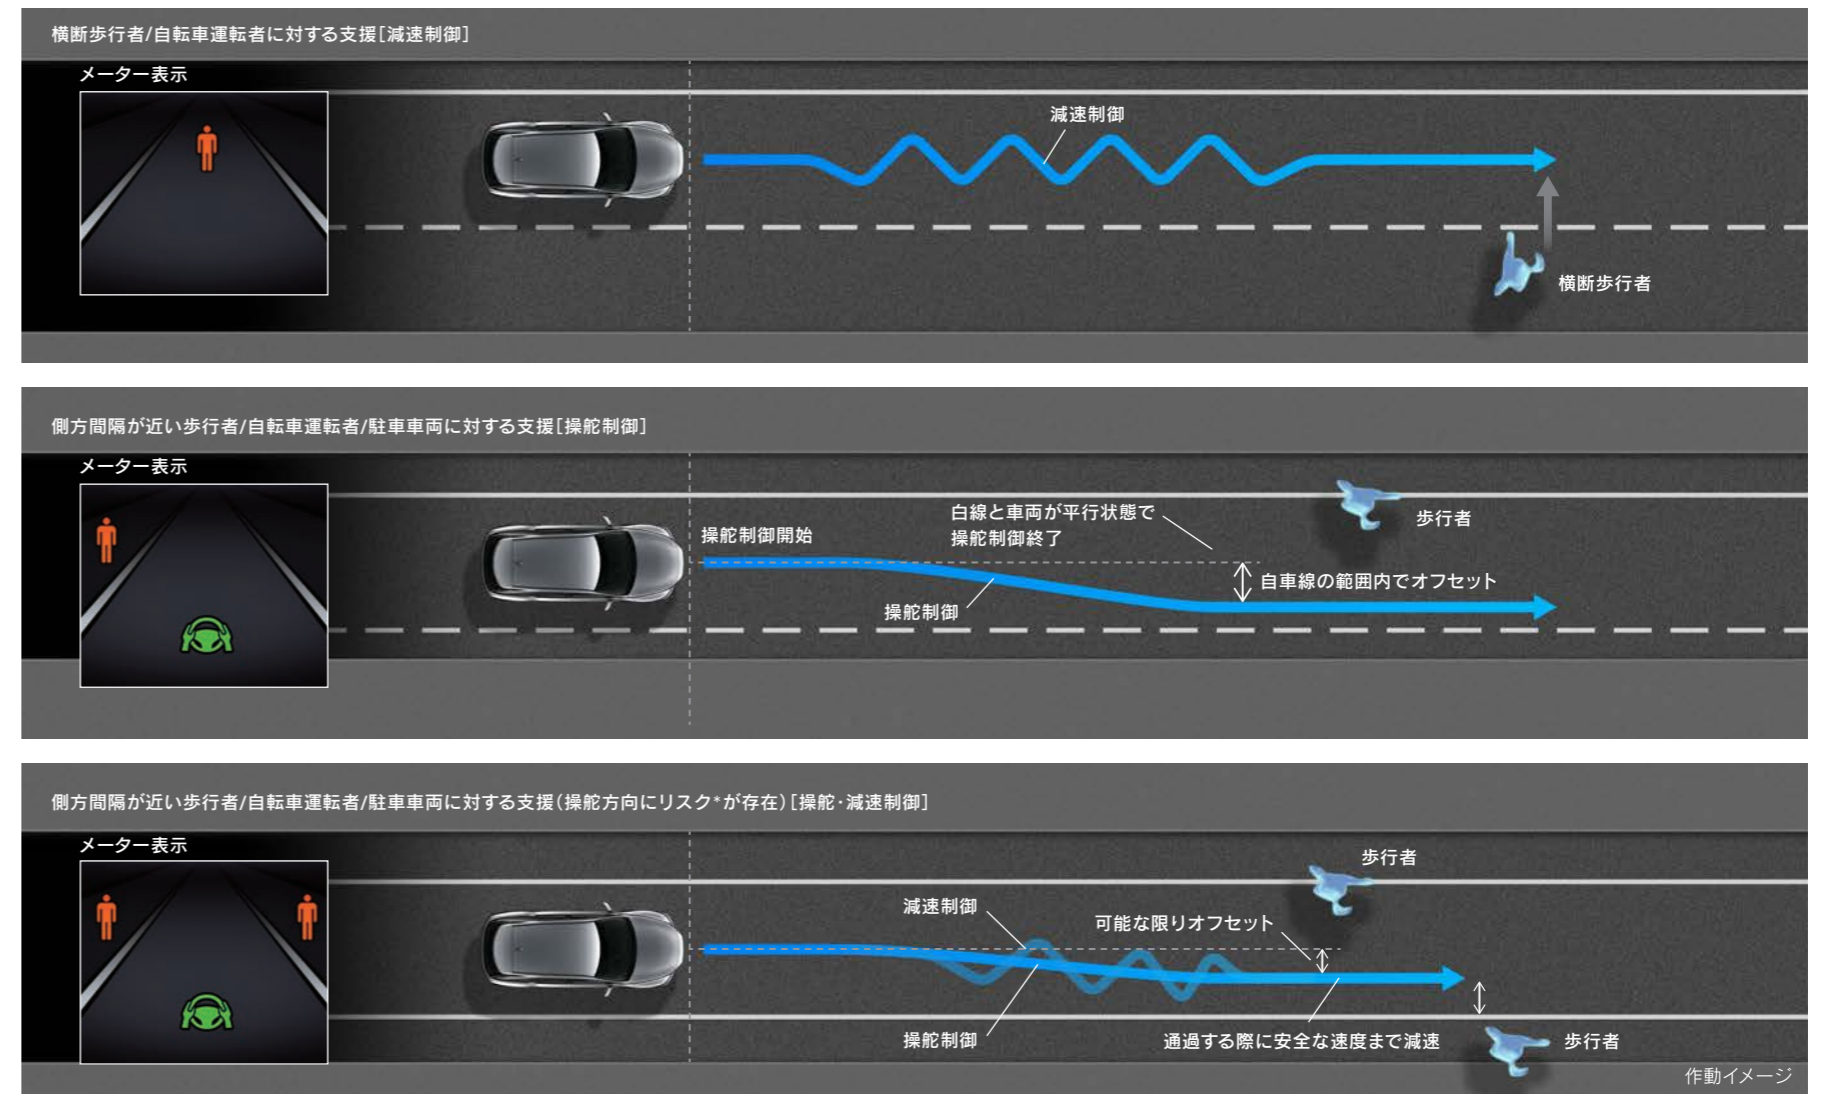 横断歩行者/自転車運転者に対する支援[減速制御]
メーター表示
減速制御
横断歩行者
側方間隔が近い歩行者/自転車運転者/駐車車両に対する支援[操舵制御]
メーター表示
操舵制御開始
白線と車両が平行状態で
操舵制御終了
歩行者
自車線の範囲内でオフセット
操舵制御
側方間隔が近い歩行者/自転車運転者/駐車車両に対する支援(操舵方向にリスク*が存在)[操舵・減速制御]
メーター表示
歩行者
減速制御
可能な限りオフセット
操舵制御
通過する際に安全な速度まで減速
歩行者
作動イメージ